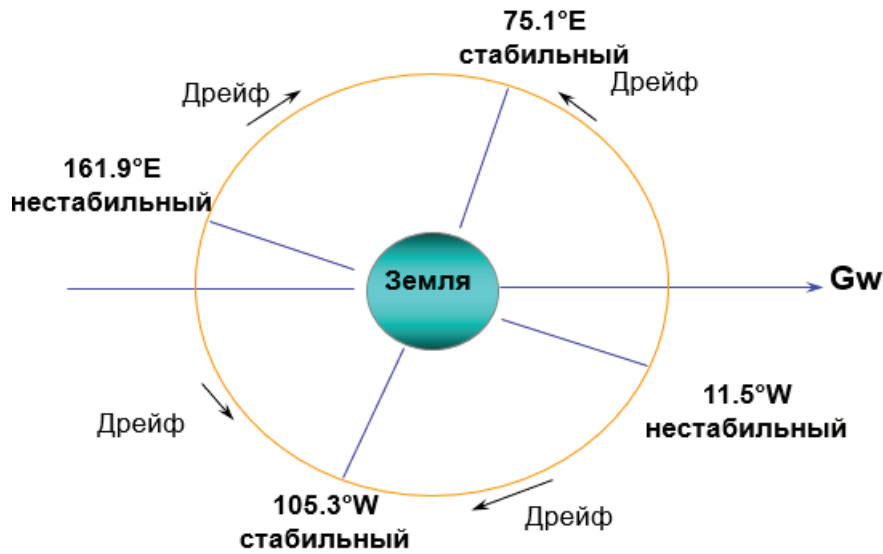 75.1°E
стабильный
Дрейф
Дрейф
161.9°E
нестабильный
Земля
Gw
11.5°W
нестабильный
Дрейф
105.3°W
стабильный
Дрейф